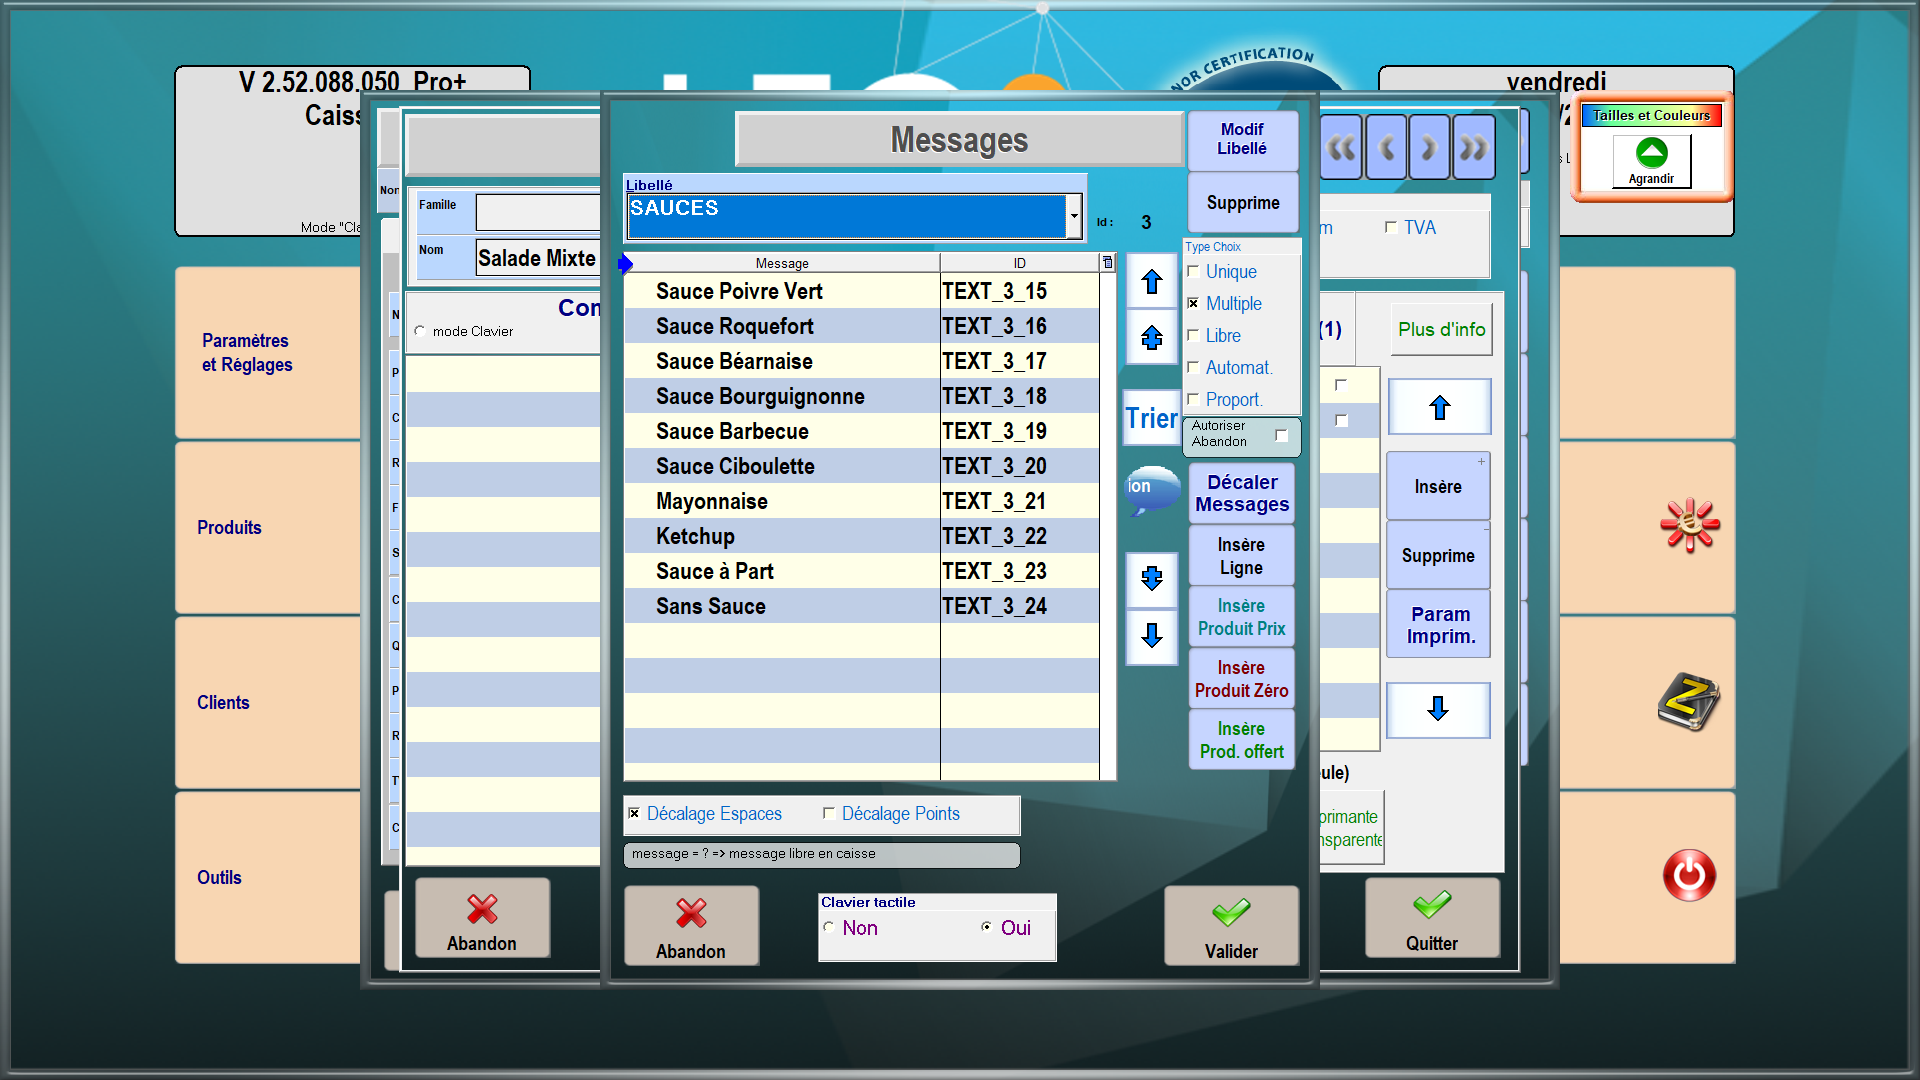 V 2.52.088.050  Pro+
Mode "Cla
NOR CERTIFICATION
vendredi
Tailles et Couleurs
Agrandir
Paramètres
et Réglages
Produits
Clients
Outils
Famille
Nom
Salade Mixte
mode Clavier
Abandon
Messages
Libellé
SAUCES
Id :
3
Message
ID
Sauce Poivre Vert TEXT_3_15
Sauce Roquefort TEXT_3_16
Sauce Béarnaise TEXT_3_17
Sauce Bourguignonne TEXT_3_18
Sauce Barbecue TEXT_3_19
Sauce Ciboulette TEXT_3_20
Mayonnaise TEXT_3_21
Ketchup TEXT_3_22
Sauce à Part TEXT_3_23
Sans Sauce TEXT_3_24
Décalage Espaces
Décalage Points
message = ? => message libre en caisse
Abandon
Clavier tactile
Non
Oui
Valider
Trier
ion
Modif
Libellé
Supprime
Type Choix
Unique
Multiple
Libre
Automat.
Proport.
Autoriser
Abandon
Décaler
Messages
Insère
Ligne
Insère
Produit Prix
Insère
Produit Zéro
Insère
Prod. offert
TVA
(1)
Plus d'info
Insère
+
Supprime
-
Param
Imprim.
eule)
primante
nsparente
Quitter